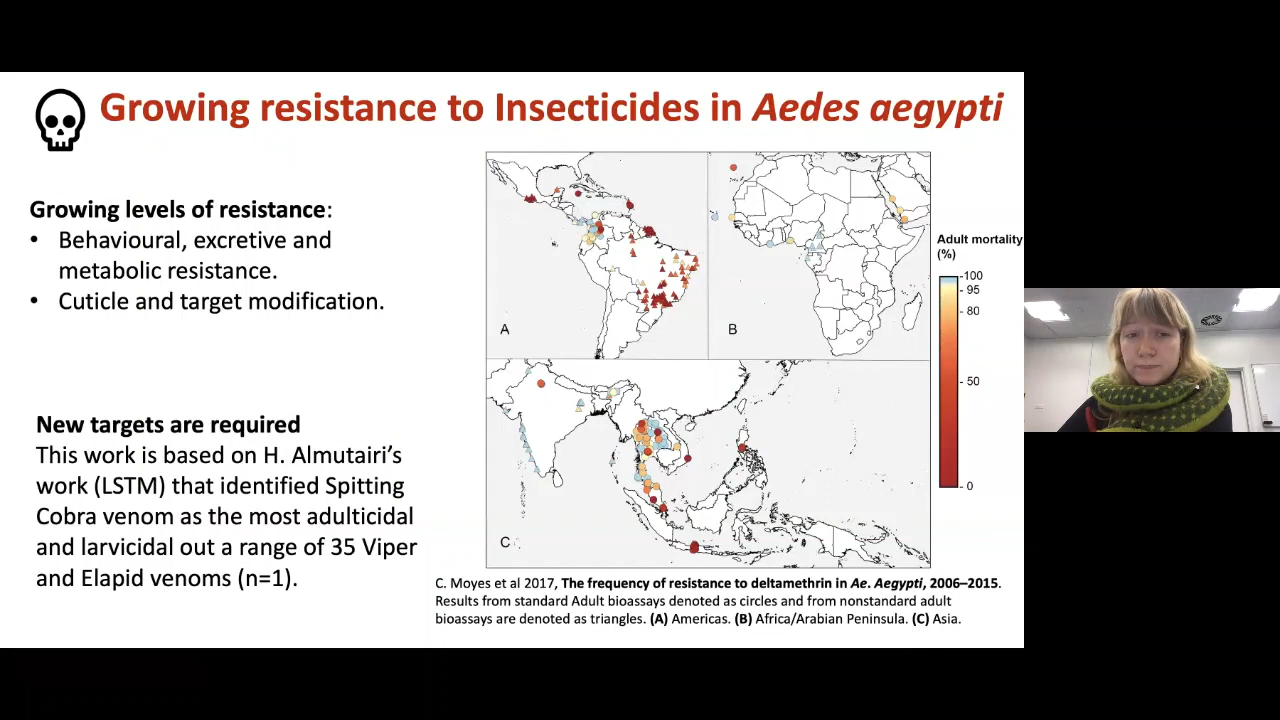 Growing resistance to Insecticides in Aedes aegypti
Growing levels of resistance:
• Behavioural, excretive and
metabolic resistance.
• Cuticle and target modification.
New targets are required
This work is based on H. Almutairi's
work (LSTM) that identified Spitting
Cobra venom as the most adulticidal
and larvicidal out a range of 35 Viper
and Elapid venoms (n=1).
A
B
C
Adult mortality
(%)
100
95
80
50
0
C. Moyes et al 2017, The frequency of resistance to deltamethrin in Ae. Aegypti, 2006–2015.
Results from standard Adult bioassays denoted as circles and from nonstandard adult
bioassays are denoted as triangles. (A) Americas. (B) Africa/Arabian Peninsula. (C) Asia.